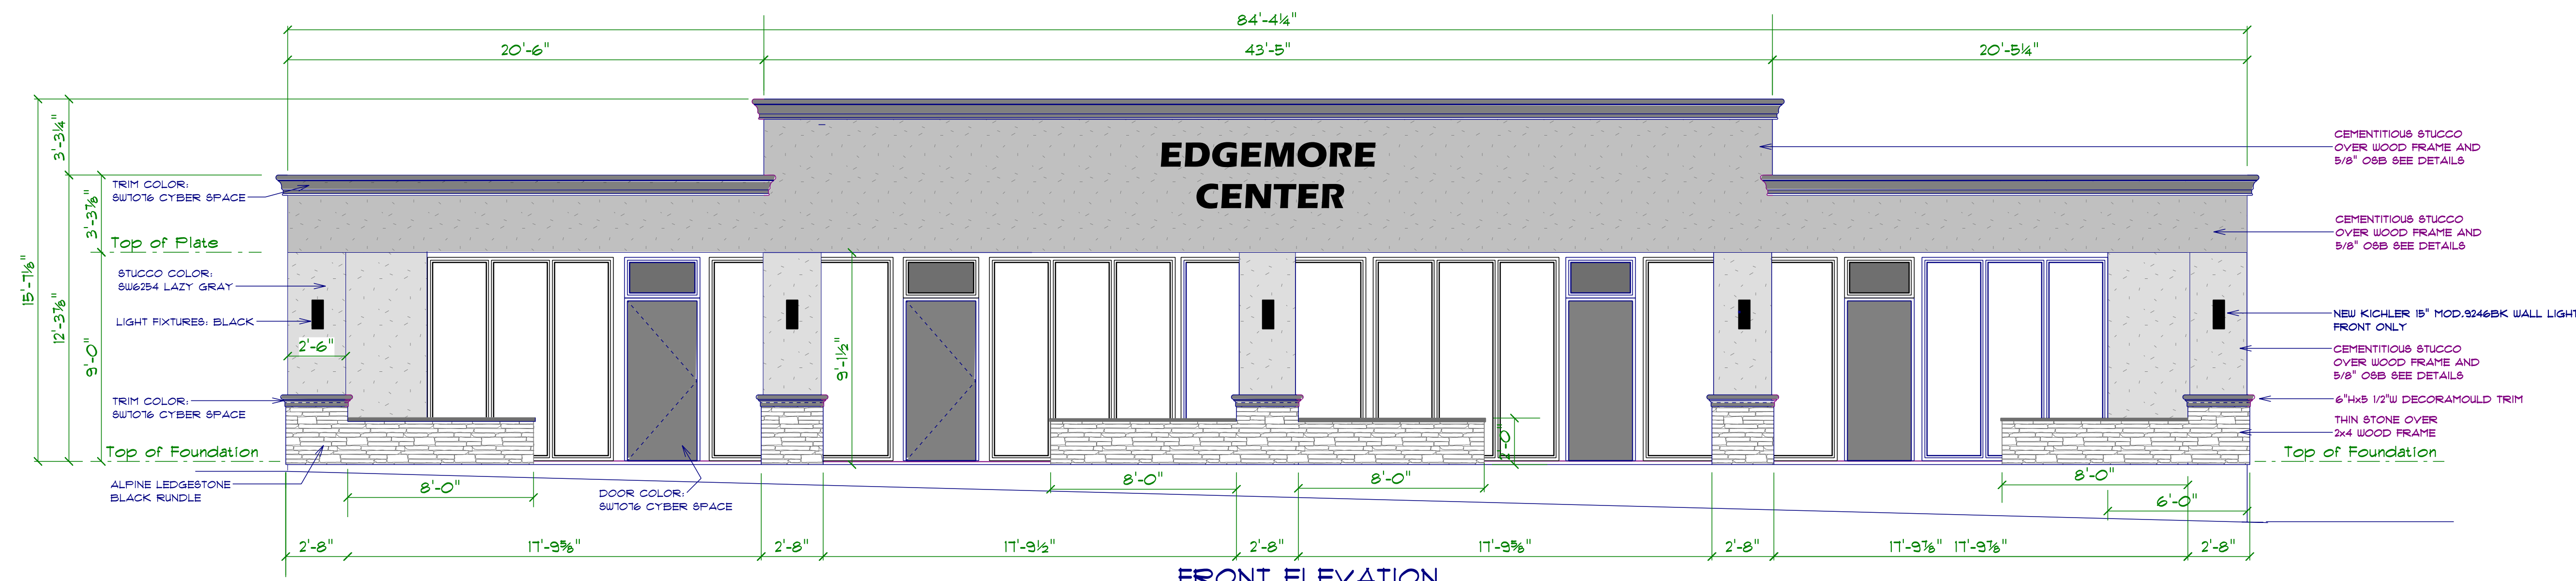 84'-4¼"
20'-6"
43'-5"
20'-5¼"
3'-3¼"
3'-3⅞"
15'-7⅛"
12'-3⅞"
9'-0"
TRIM COLOR:
SW7076 CYBER SPACE
Top of Plate
STUCCO COLOR:
SW6254 LAZY GRAY
LIGHT FIXTURES: BLACK
2'-6"
TRIM COLOR:
SW7076 CYBER SPACE
Top of Foundation
ALPINE LEDGESTONE
BLACK RUNDLE
EDGEMORE
CENTER
9'-1½"
CEMENTITIOUS STUCCO
OVER WOOD FRAME AND
5/8" OSB SEE DETAILS
CEMENTITIOUS STUCCO
OVER WOOD FRAME AND
5/8" OSB SEE DETAILS
NEW KICHLER 15" MOD.9246BK WALL LIGHT
FRONT ONLY
CEMENTITIOUS STUCCO
OVER WOOD FRAME AND
5/8" OSB SEE DETAILS
6"Hx5 1/2"W DECORAMOULD TRIM
THIN STONE OVER
2x4 WOOD FRAME
Top of Foundation
8'-0"
DOOR COLOR:
SW7076 CYBER SPACE
8'-0"
8'-0"
8'-0"
6'-0"
2'-8"
17'-9⅝"
2'-8"
17'-9½"
2'-8"
17'-9⅝"
2'-8"
17'-9⅞"
17'-9⅞"
2'-8"
FRONT ELEVATION